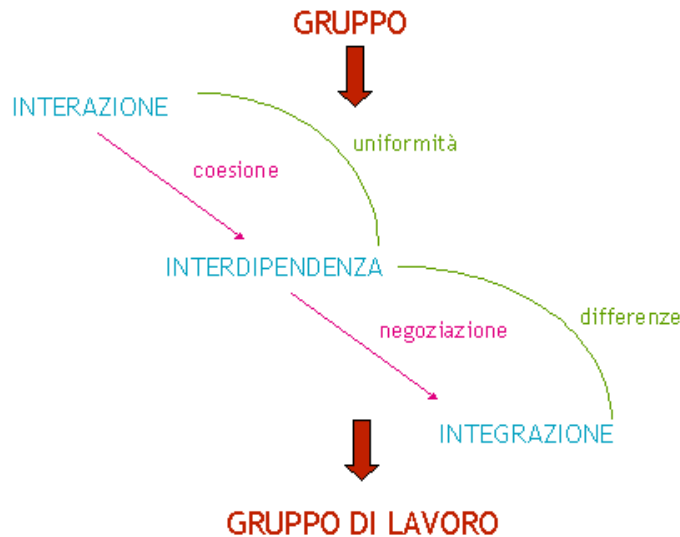 GRUPPO
INTERAZIONE
uniformità
coesione
INTERDIPENDENZA
differenze
negoziazione
INTEGRAZIONE
GRUPPO DI LAVORO